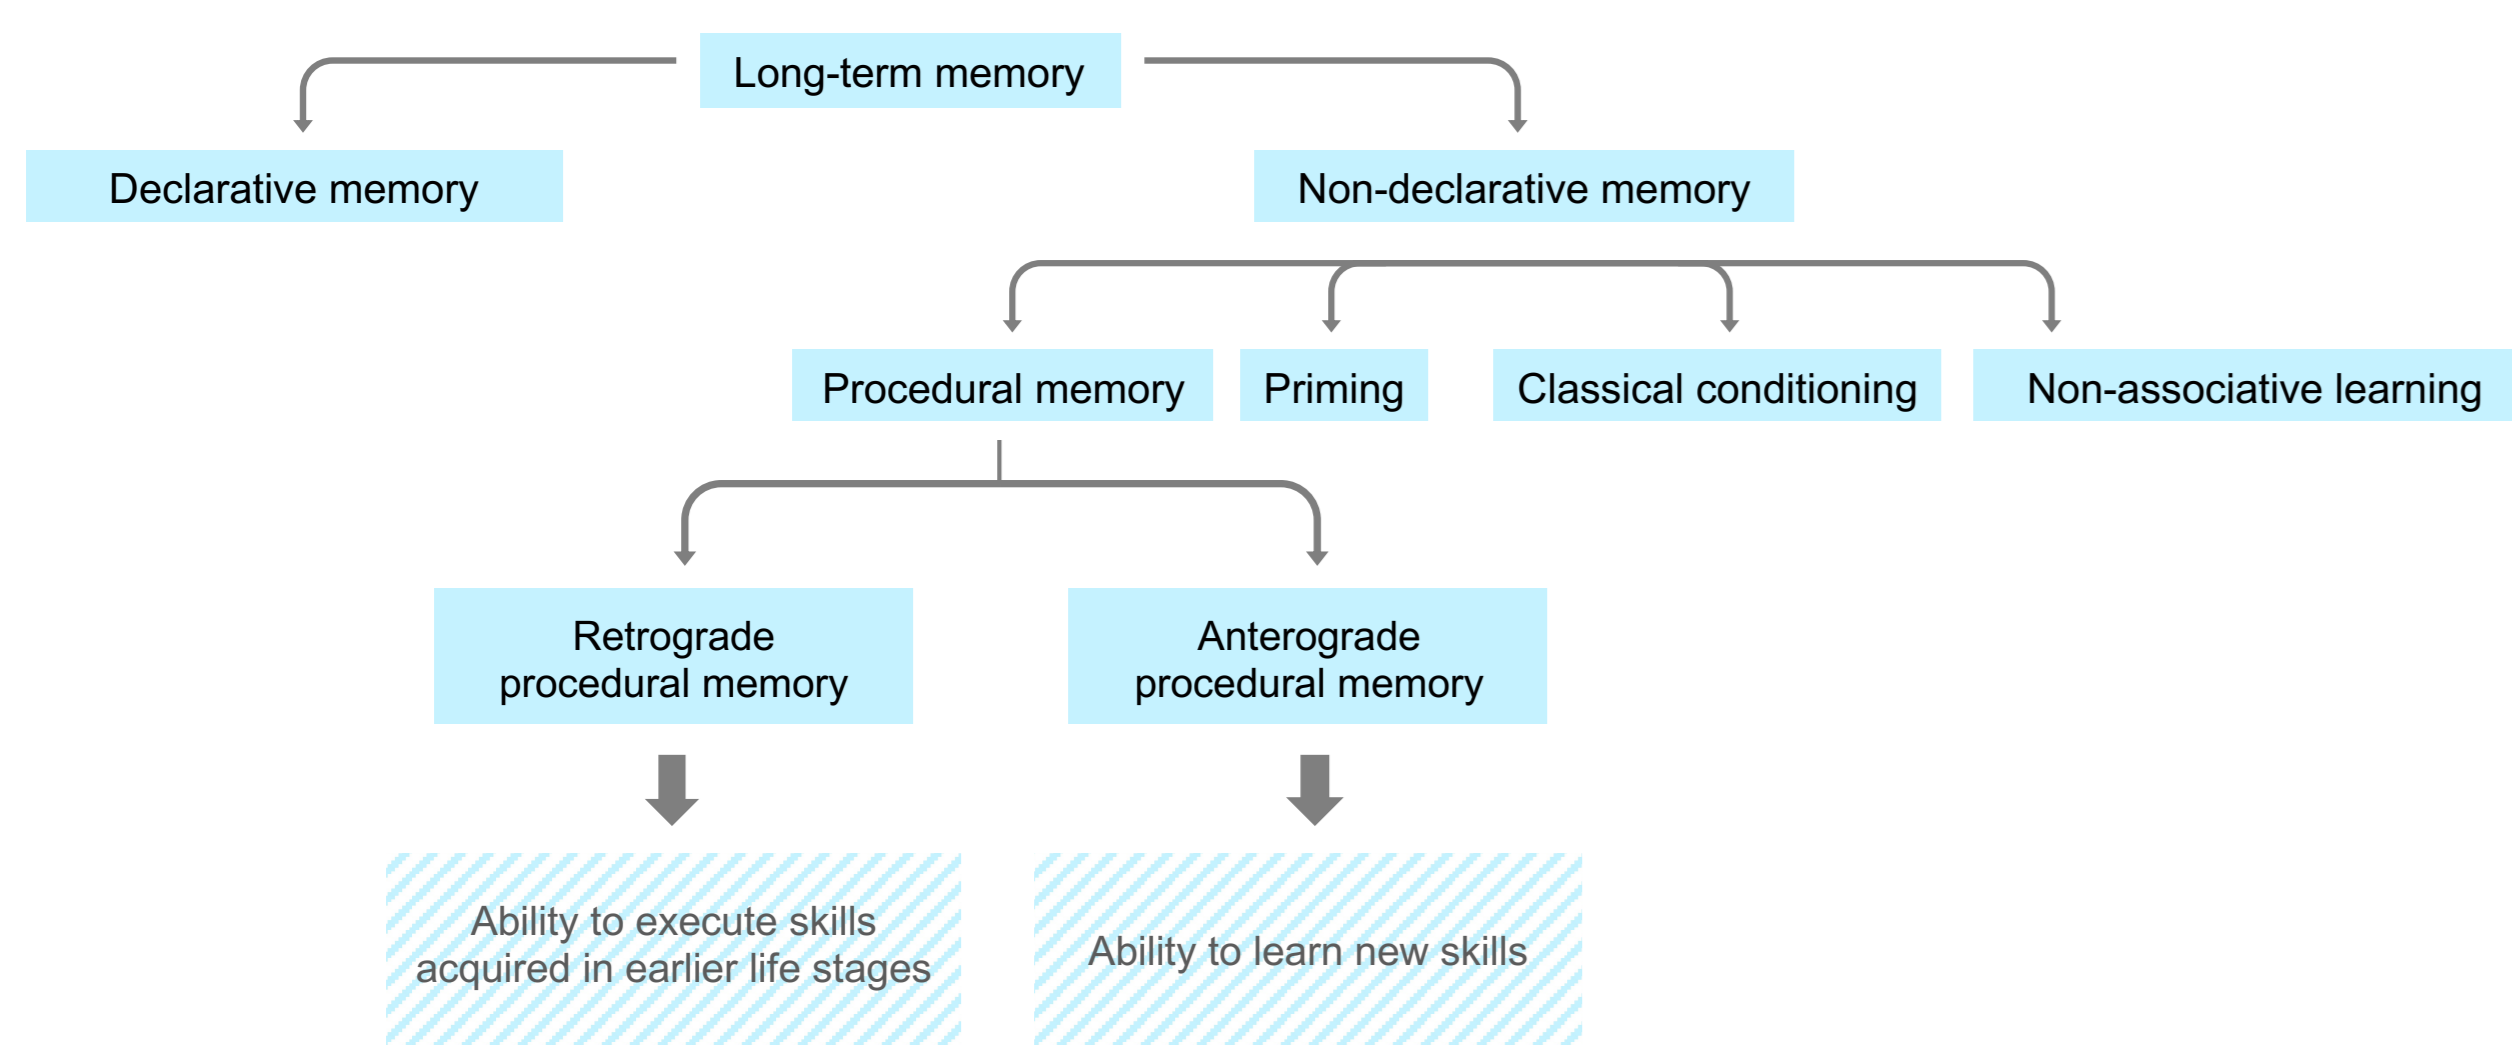 Long-term memory
Declarative memory
Non-declarative memory
Procedural memory
Priming
Classical conditioning
Non-associative learning
Retrograde
procedural memory
Anterograde
procedural memory
Ability to execute skills
acquired in earlier life stages
Ability to learn new skills